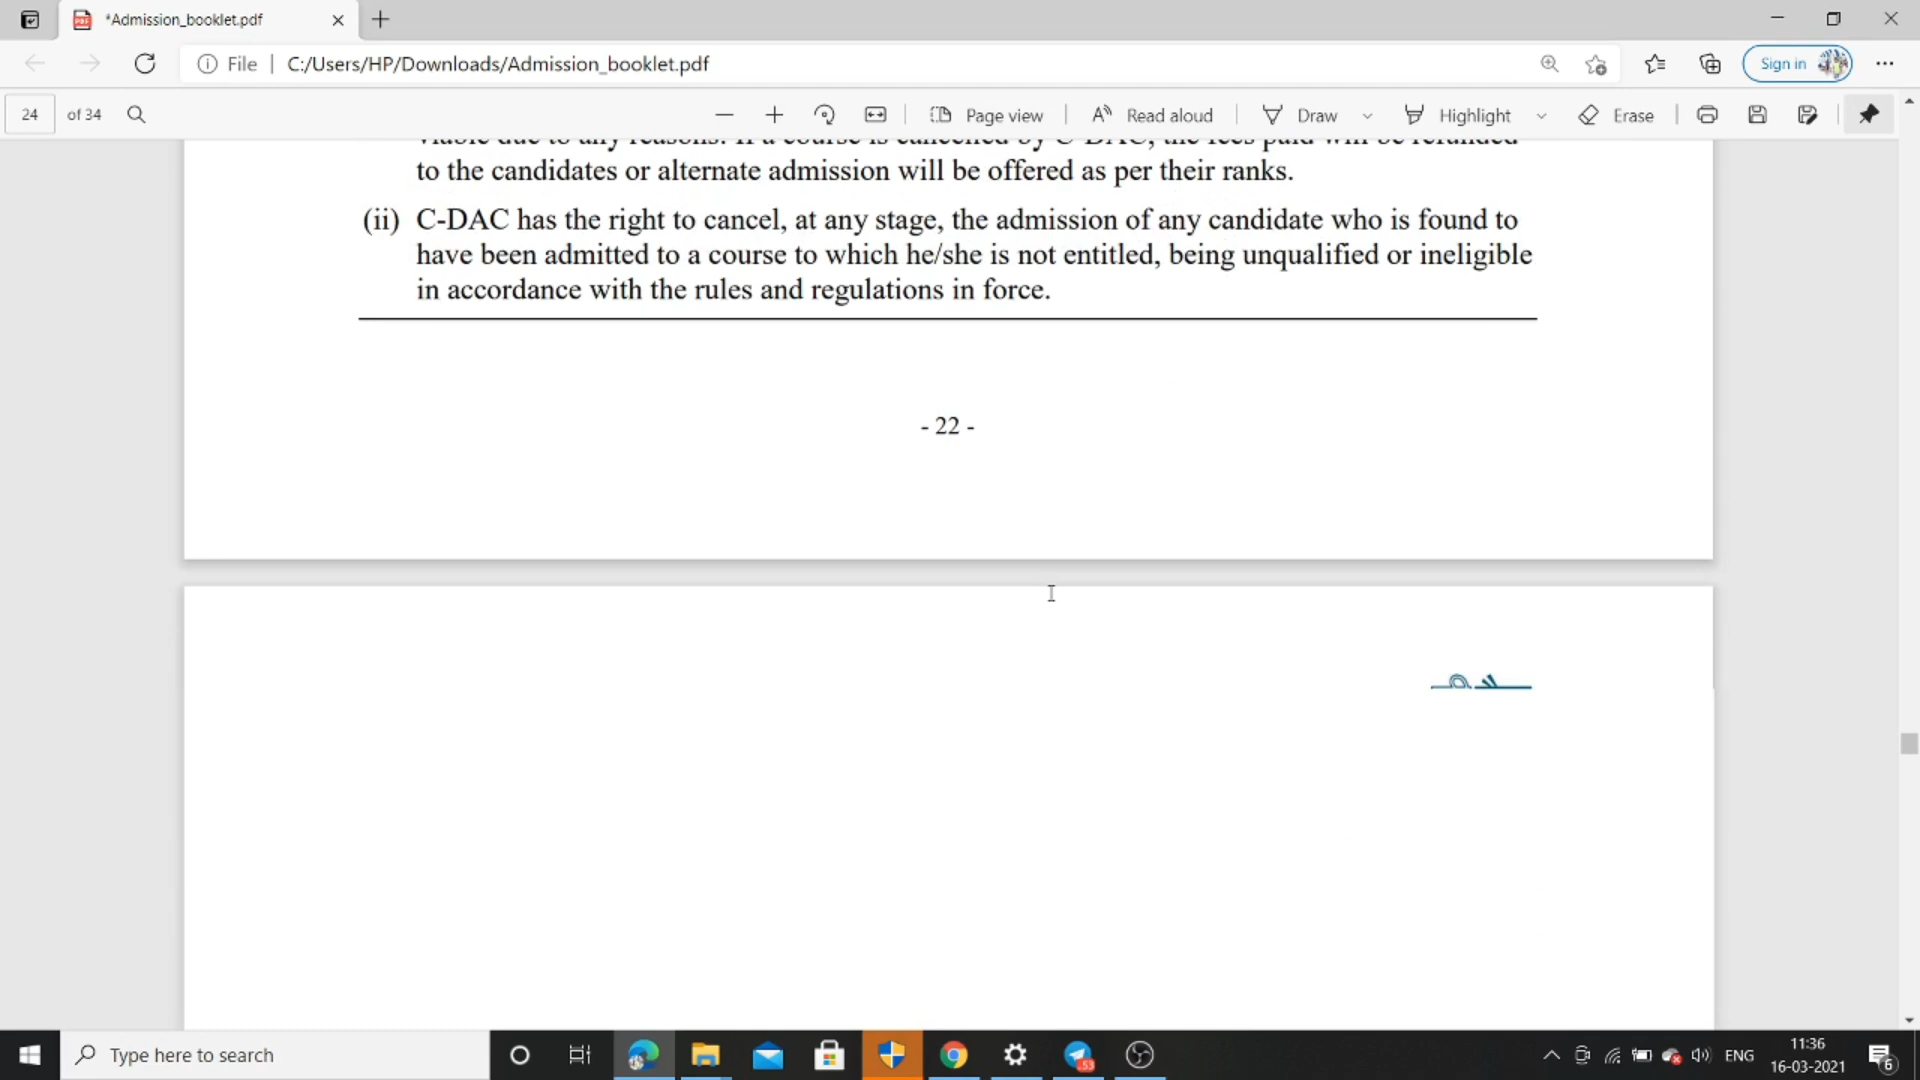 *Admission_booklet.pdf
File
C:/Users/HP/Downloads/Admission_booklet.pdf
Sign in
24
of 34
Page view
Read aloud
Draw
Highlight
Erase
viable due to any reasons. If a course is cancelled by C-DAC, the fees paid will be refunded
to the candidates or alternate admission will be offered as per their ranks.
(ii) C-DAC has the right to cancel, at any stage, the admission of any candidate who is found to
have been admitted to a course to which he/she is not entitled, being unqualified or ineligible
in accordance with the rules and regulations in force.
- 22 -
Type here to search
53
ENG
11:36
16-03-2021
6